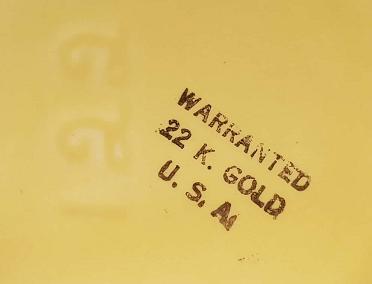 WARRANTED
22 K. GOLD
U. S. A.